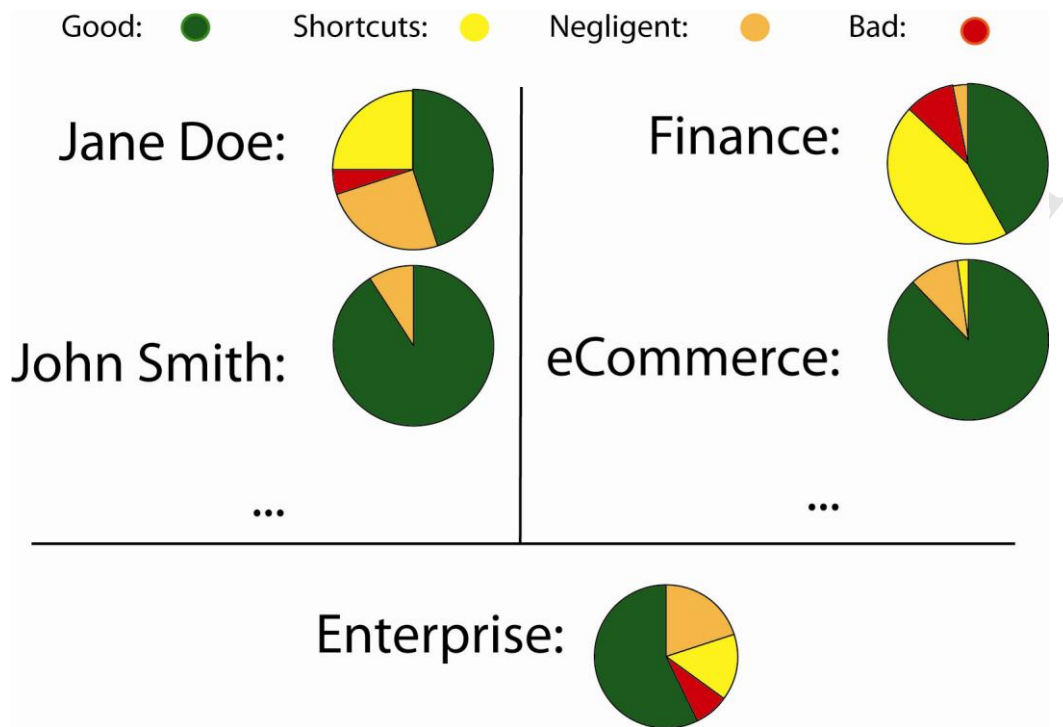 Good: Shortcuts: Negligent: Bad:
Jane Doe:
John Smith:
...
Finance:
eCommerce:
...
Enterprise: